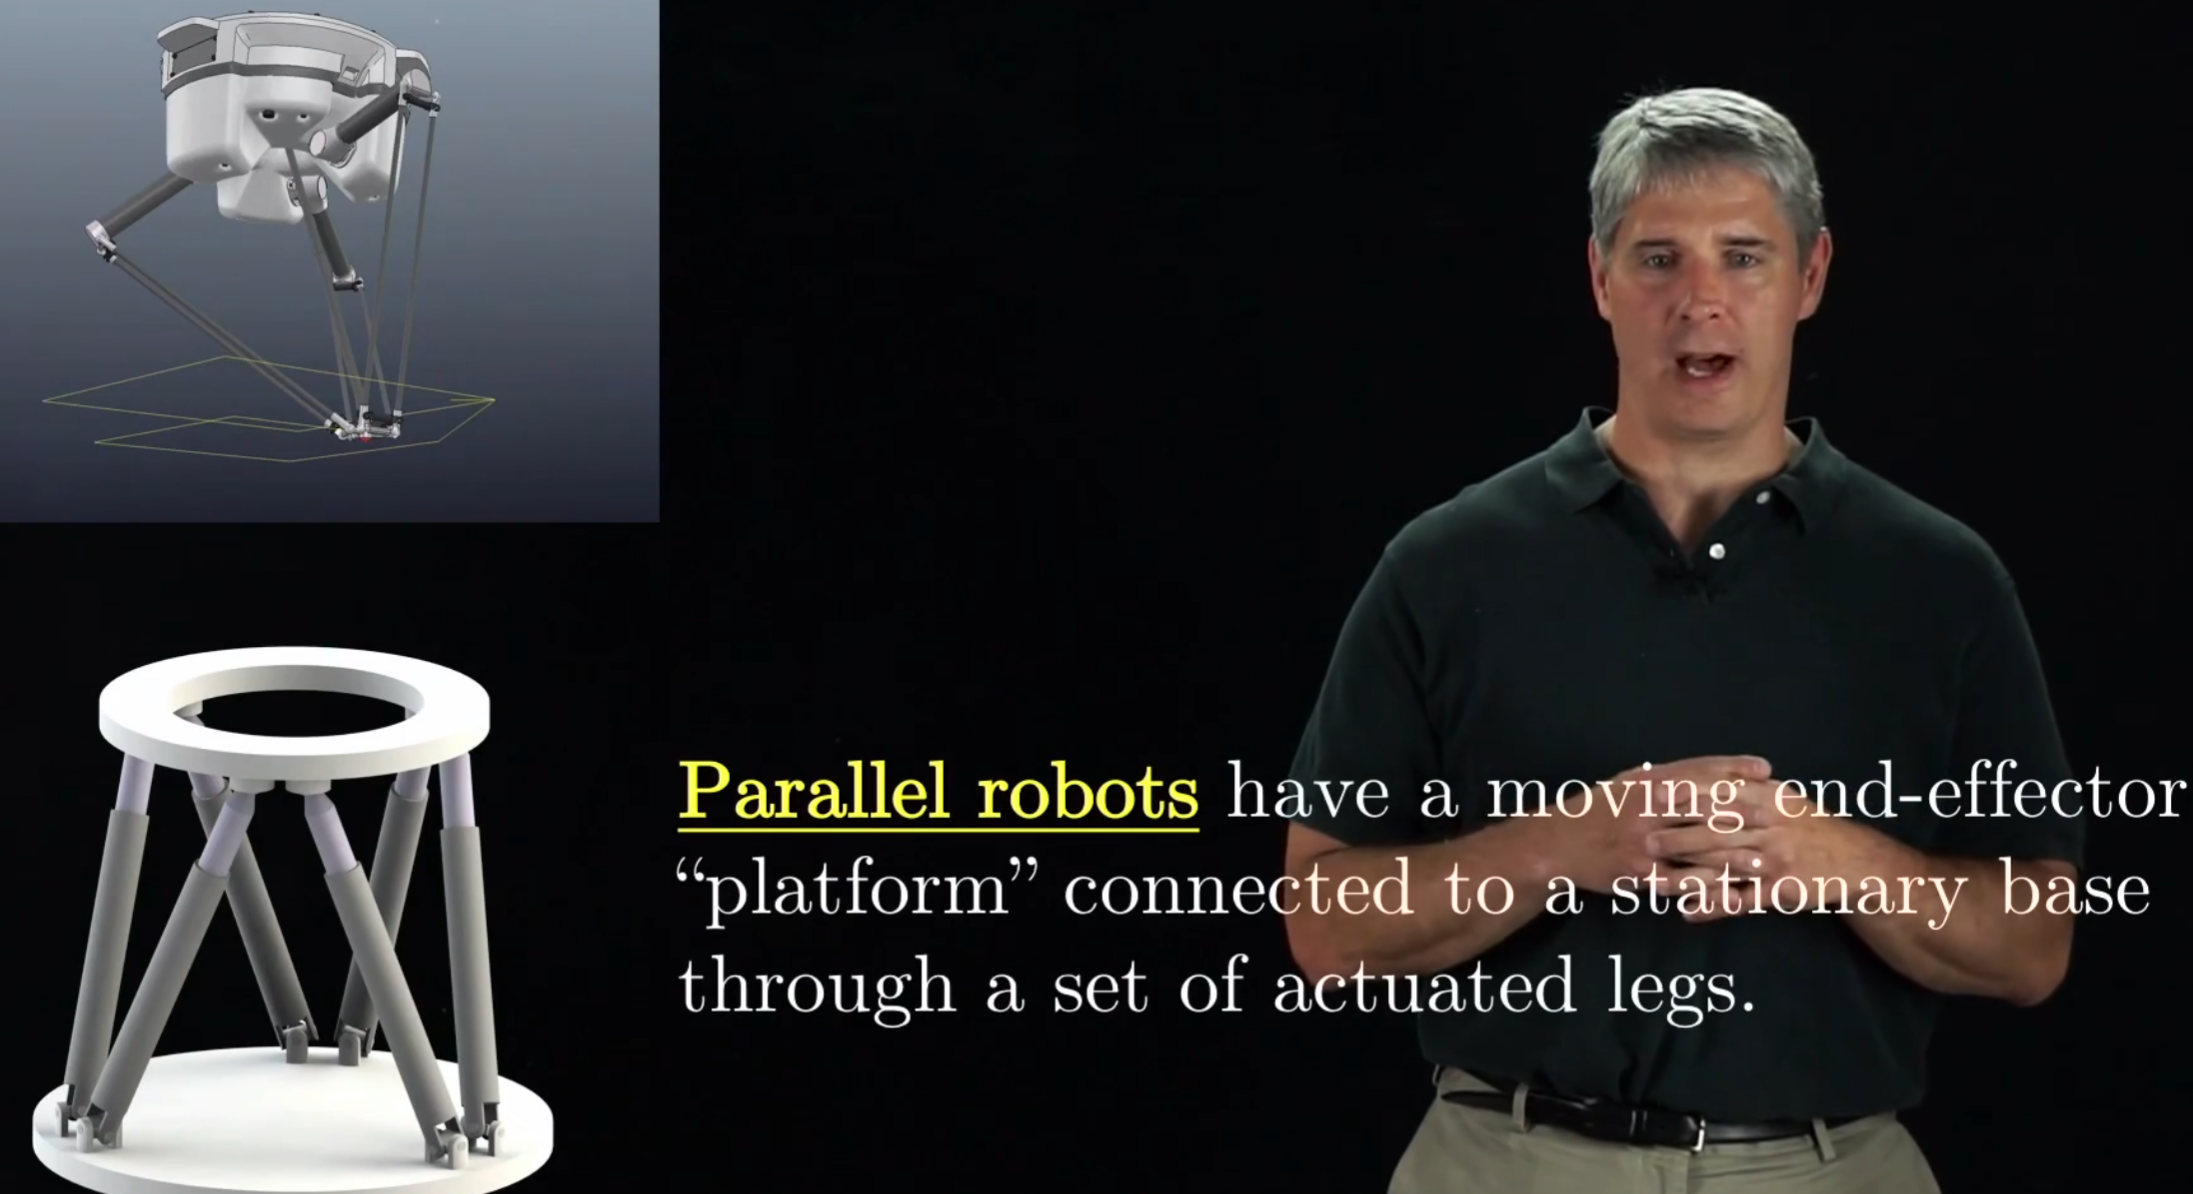 Parallel robots have a moving end-effector
“platform” connected to a stationary base
through a set of actuated legs.